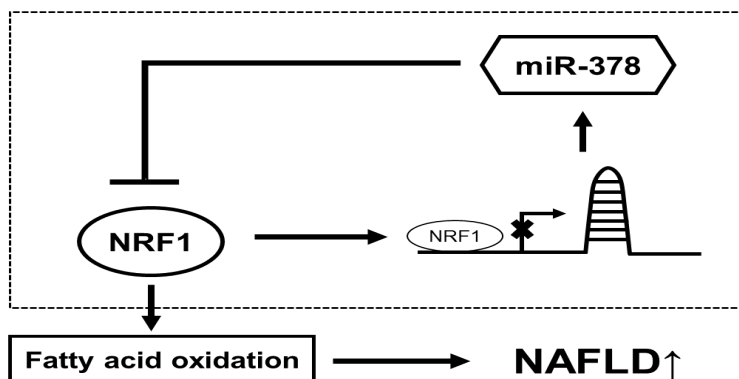 miR-378
NRF1
NRF1
Fatty acid oxidation
NAFLD↑